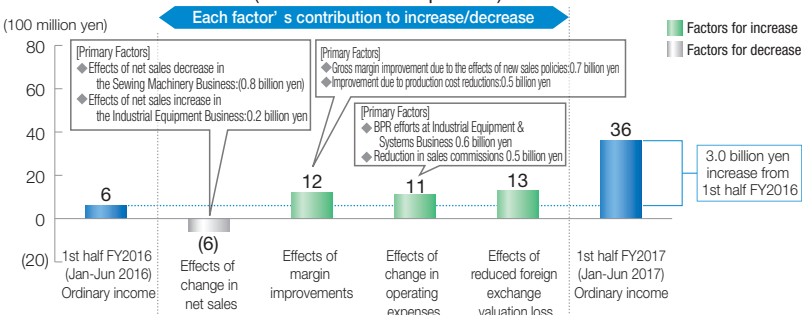 Each factor's contribution to increase/decrease
(100 million yen)
Factors for increase
Factors for decrease
80
60
40
20
0
(20)
[Primary Factors]
◆Effects of net sales decrease in
the Sewing Machinery Business:(0.8 billion yen)
◆Effects of net sales increase in
the Industrial Equipment Business:0.2 billion yen
[Primary Factors]
◆Gross margin improvement due to the effects of new sales policies:0.7 billion yen
◆Improvement due to production cost reductions:0.5 billion yen
[Primary Factors]
◆ BPR efforts at Industrial Equipment &
Systems Business 0.6 billion yen
◆ Reduction in sales commissions 0.5 billion yen
6
(6)
12
11
13
36
3.0 billion yen
increase from
1st half FY2016
1st half FY2016
(Jan-Jun 2016)
Ordinary income
Effects of
change in
net sales
Effects of
margin
improvements
Effects of
change in
operating
expenses
Effects of
reduced foreign
exchange
valuation loss
1st half FY2017
(Jan-Jun 2017)
Ordinary income